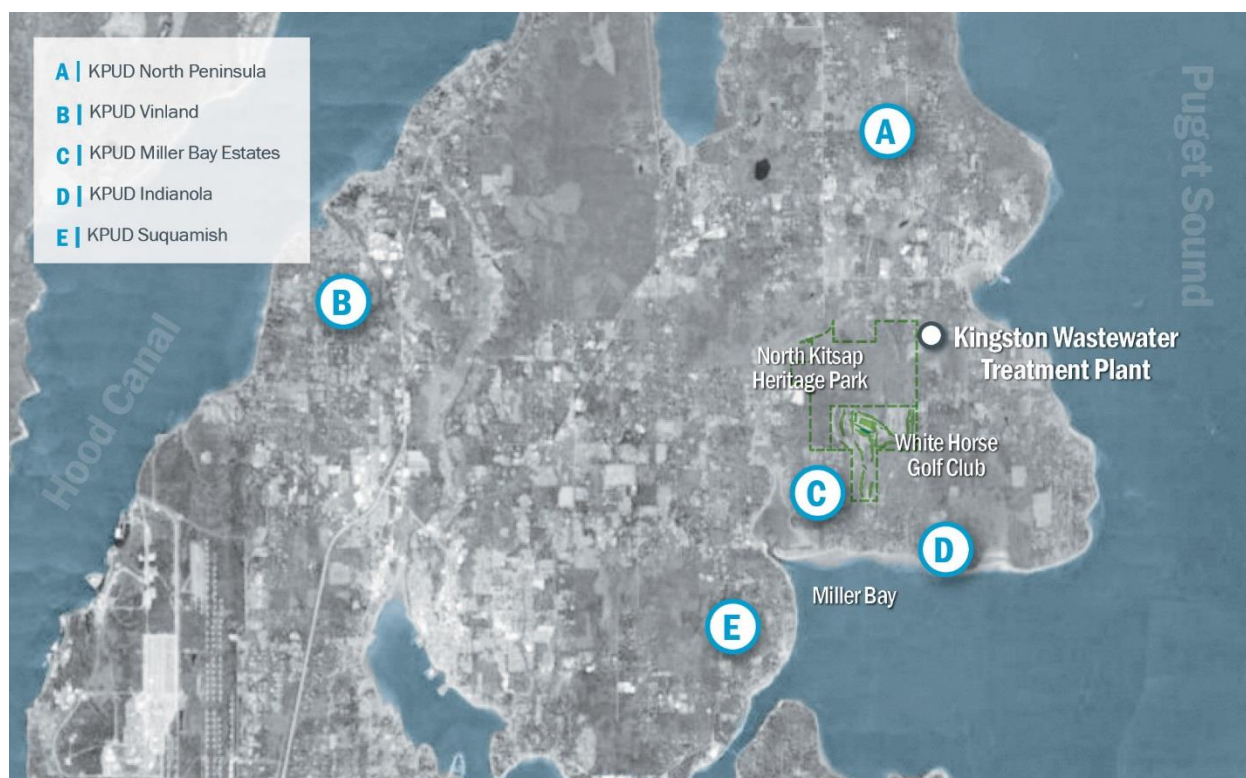 A | KPUD North Peninsula
B | KPUD Vinland
C | KPUD Miller Bay Estates
D | KPUD Indianola
E | KPUD Suquamish
Puget Sound
Hood Canal
A
B
Kingston Wastewater
Treatment Plant
North Kitsap
Heritage Park
White Horse
Golf Club
C
D
Miller Bay
E